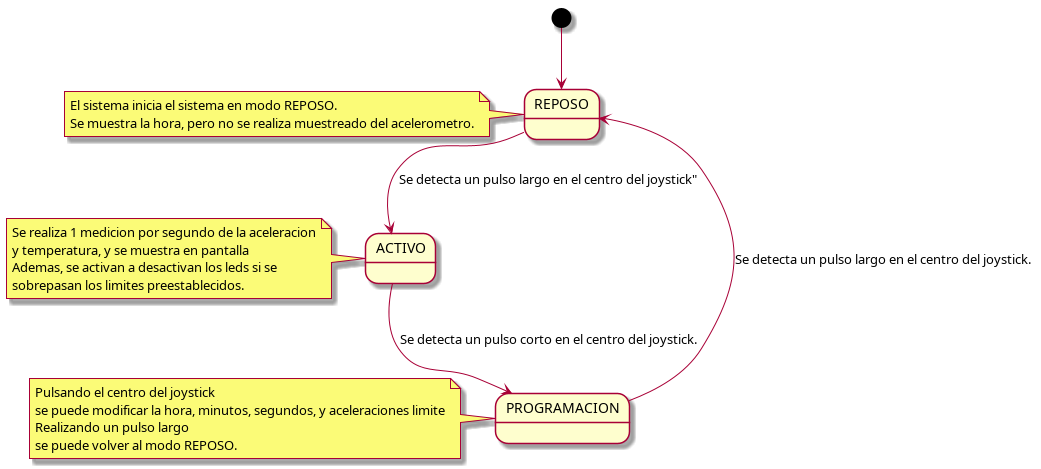 REPOSO
El sistema inicia el sistema en modo REPOSO.
Se muestra la hora, pero no se realiza muestreado del acelerometro.
Se detecta un pulso largo en el centro del joystick"
ACTIVO
Se realiza 1 medicion por segundo de la aceleracion
y temperatura, y se muestra en pantalla
Ademas, se activan a desactivan los leds si se
sobrepasan los limites preestablecidos.
Se detecta un pulso largo en el centro del joystick.
Se detecta un pulso corto en el centro del joystick.
PROGRAMACION
Pulsando el centro del joystick
se puede modificar la hora, minutos, segundos, y aceleraciones limite
Realizando un pulso largo
se puede volver al modo REPOSO.